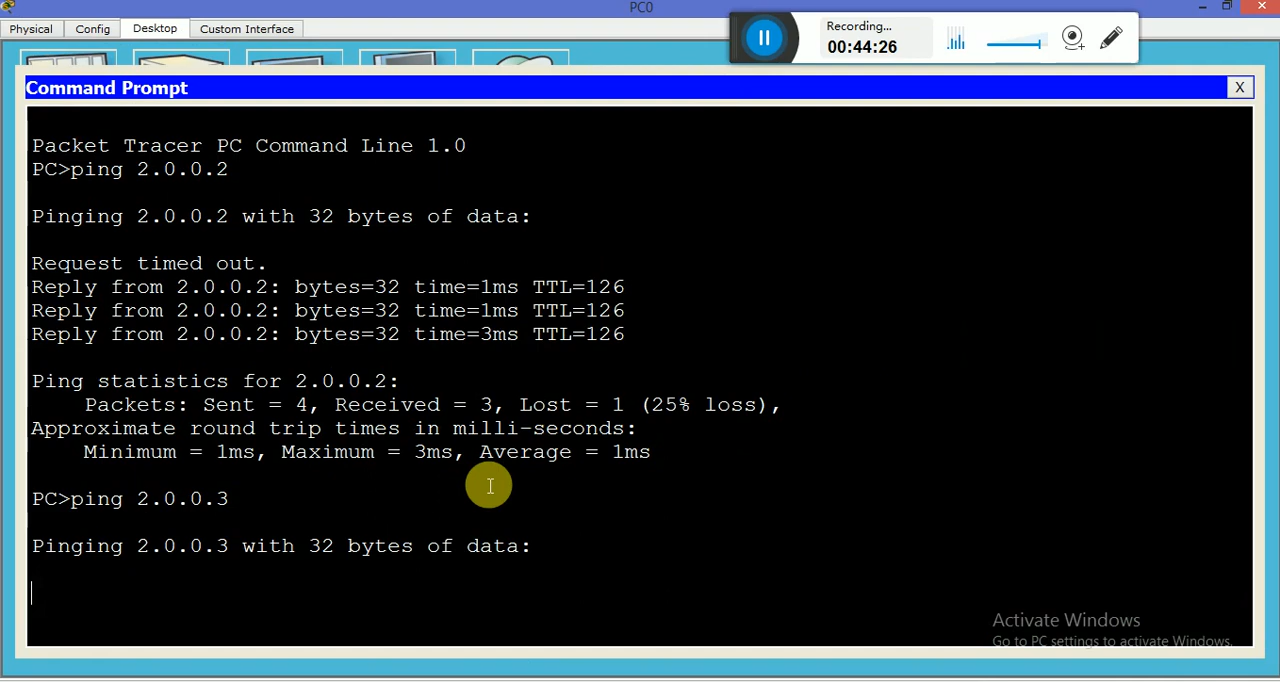 PC0
Physical
Config
Desktop
Custom Interface
Recording...
00:44:26
Command Prompt
X
Packet Tracer PC Command Line 1.0
PC>ping 2.0.0.2
Pinging 2.0.0.2 with 32 bytes of data:
Request timed out.
Reply from 2.0.0.2: bytes=32 time=1ms TTL=126
Reply from 2.0.0.2: bytes=32 time=1ms TTL=126
Reply from 2.0.0.2: bytes=32 time=3ms TTL=126
Ping statistics for 2.0.0.2:
Packets: Sent = 4, Received = 3, Lost = 1 (25% loss),
Approximate round trip times in milli-seconds:
Minimum = 1ms, Maximum = 3ms, Average = 1ms
PC>ping 2.0.0.3
Pinging 2.0.0.3 with 32 bytes of data:
Activate Windows
Go to PC settings to activate Windows.